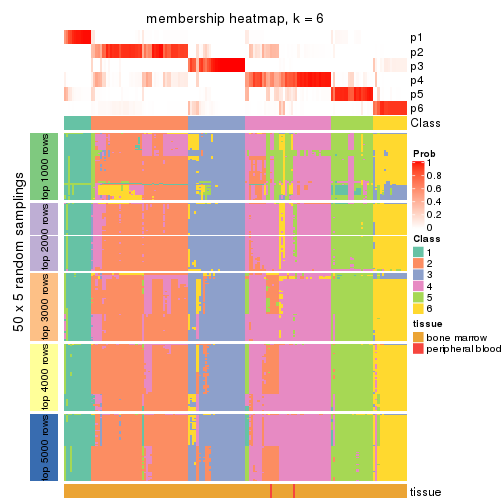 membership heatmap, k = 6
p1
p2
p3
p4
p5
p6
Class
50 x 5 random samplings
top 1000 rows
top 2000 rows
top 3000 rows
top 4000 rows
top 5000 rows
Prob
1
0.8
0.6
0.4
0.2
0
Class
1
2
3
4
5
6
tissue
bone marrow
peripheral blood
tissue